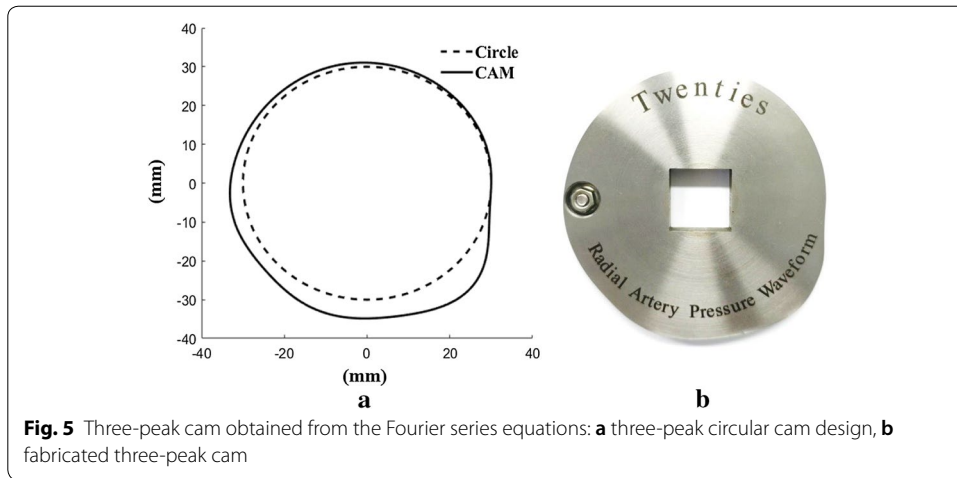 40
30
20
10
0
-10
-20
-30
-40
(mm)
-40
-20
0
20
40
(mm)
Circle
CAM
a
Twenties
Radial Artery Pressure Waveform
b
Fig. 5 Three-peak cam obtained from the Fourier series equations: a three-peak circular cam design, b
fabricated three-peak cam